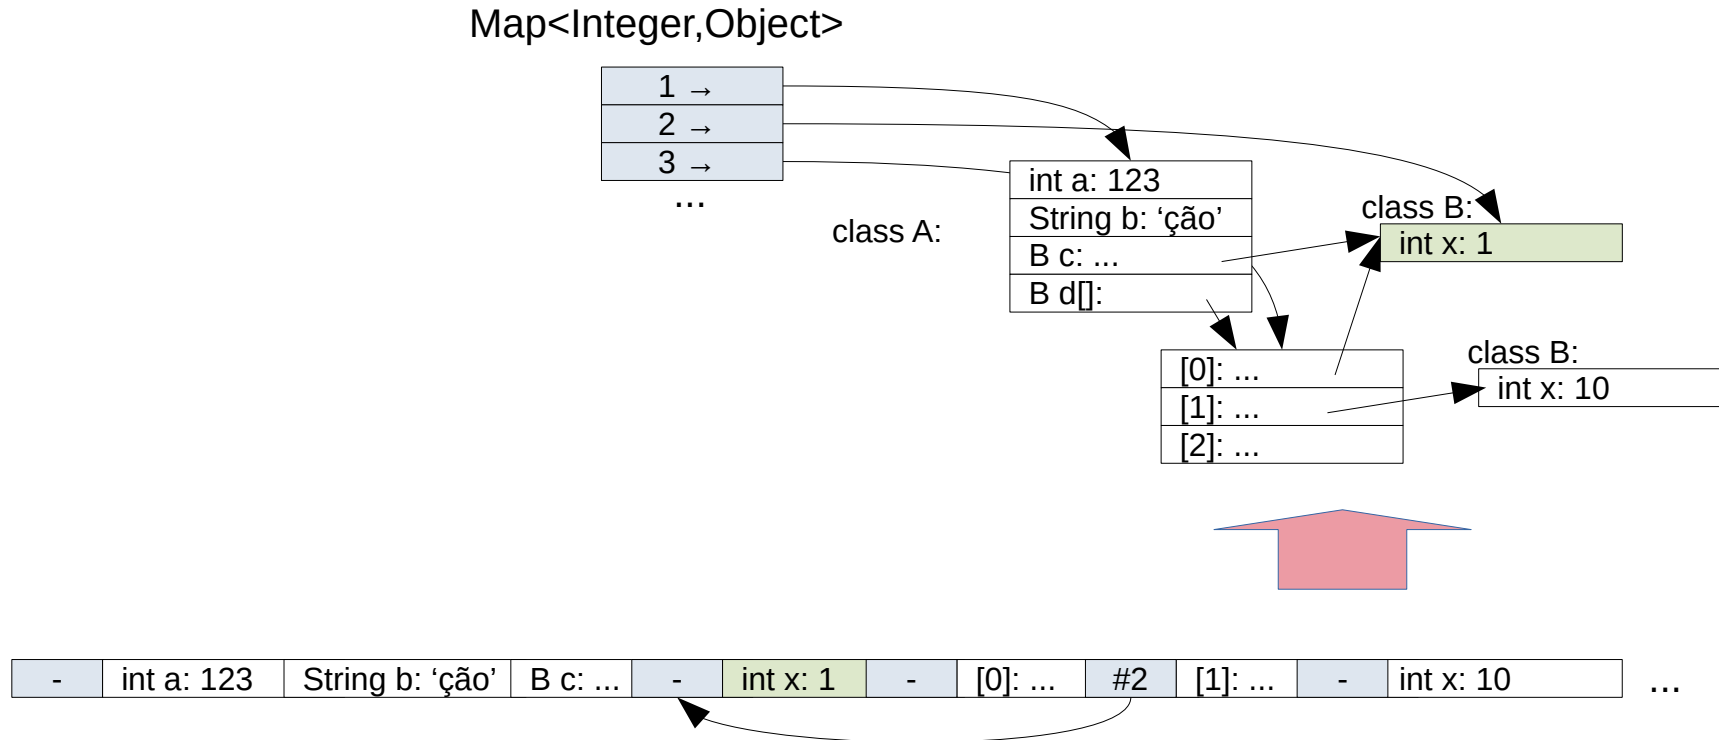 Map<Integer,Object>
1 →
2 →
3 →
...
class A:
int a: 123
String b: ‘ção’
B c: ...
B d[]:
class B:
int x: 1
[0]: ...
[1]: ...
[2]: ...
class B:
int x: 10
- int a: 123 String b: ‘ção’ B c: ... - int x: 1 - [0]: ... #2 [1]: ... - int x: 10 ...